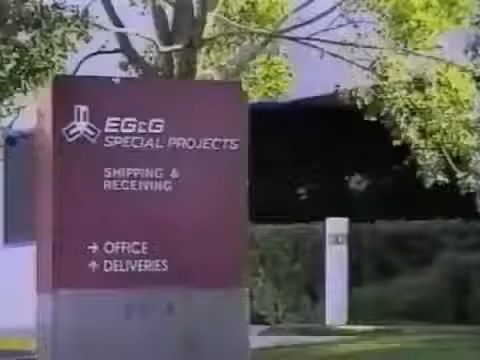 EG&G
SPECIAL PROJECTS
SHIPPING &
RECEIVING
→ OFFICE
↑ DELIVERIES